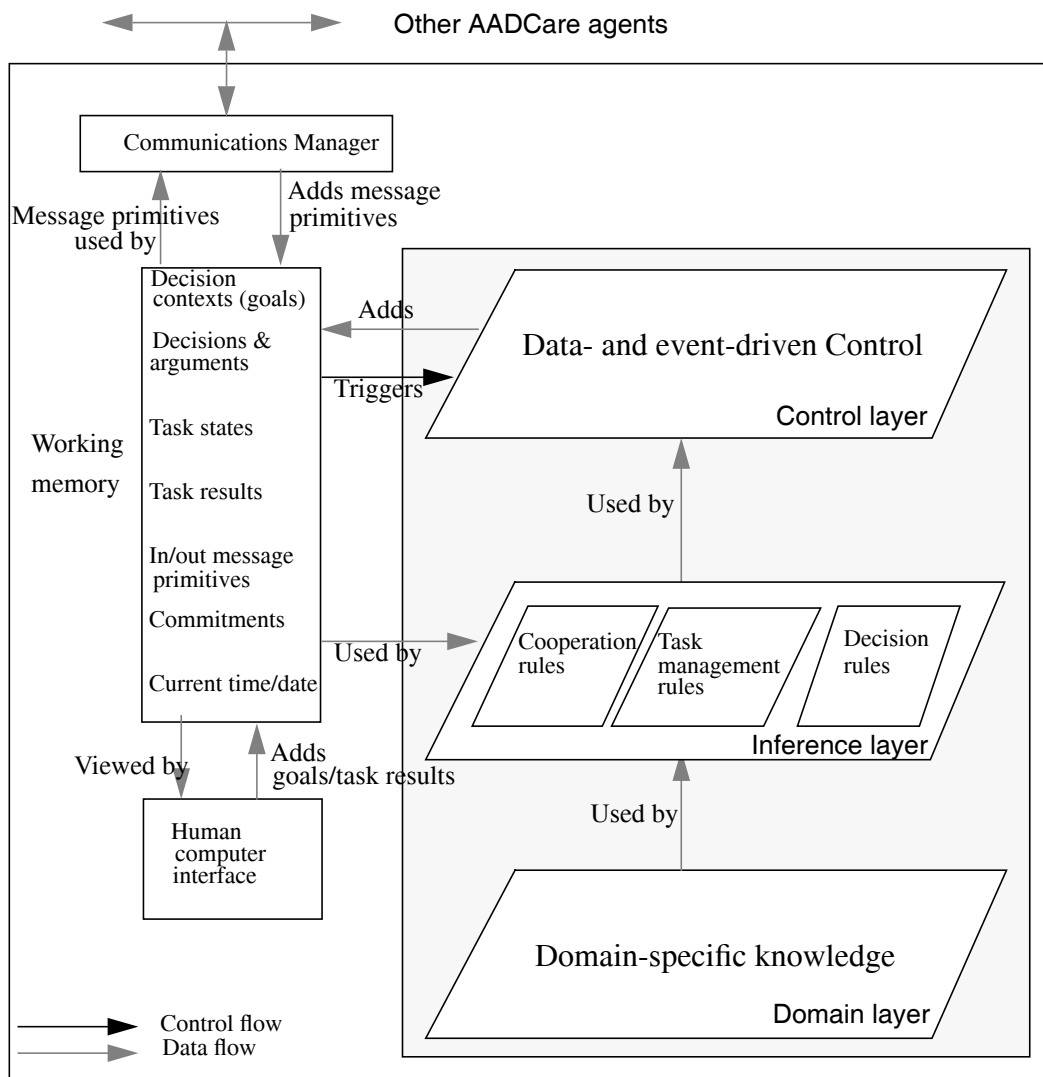 Other AADCare agents
Communications Manager
Message primitives
used by
Adds message
primitives
Decision
contexts (goals)
Decisions &
arguments
Task states
Task results
In/out message
primitives
Commitments
Current time/date
Working
memory
Adds
Triggers
Data- and event-driven Control
Control layer
Used by
Used by
Cooperation
rules
Task
management
rules
Decision
rules
Inference layer
Viewed by
Adds
goals/task results
Used by
Human
computer
interface
Domain-specific knowledge
Domain layer
Control flow
Data flow